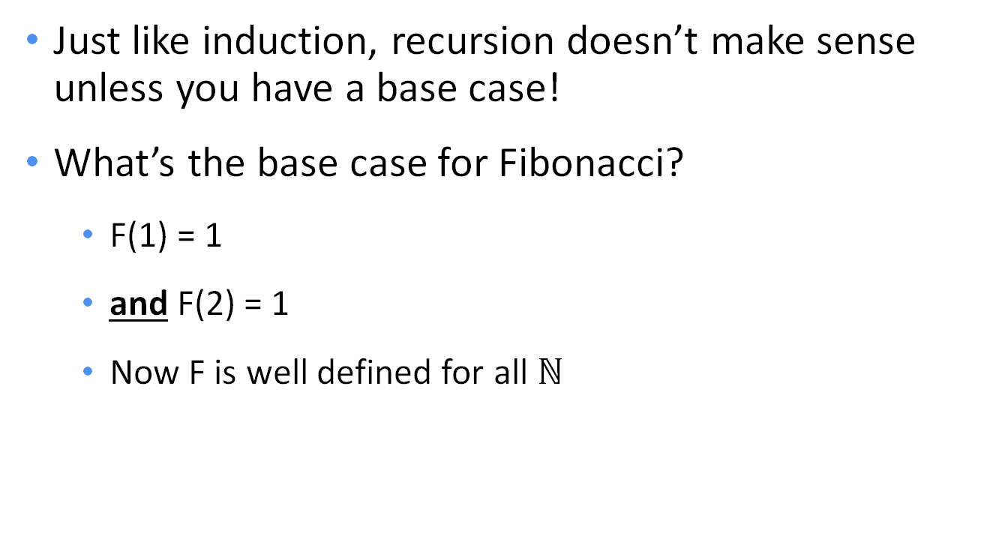 • Just like induction, recursion doesn’t make sense
unless you have a base case!
• What’s the base case for Fibonacci?
• F(1) = 1
• and F(2) = 1
• Now F is well defined for all ℕ